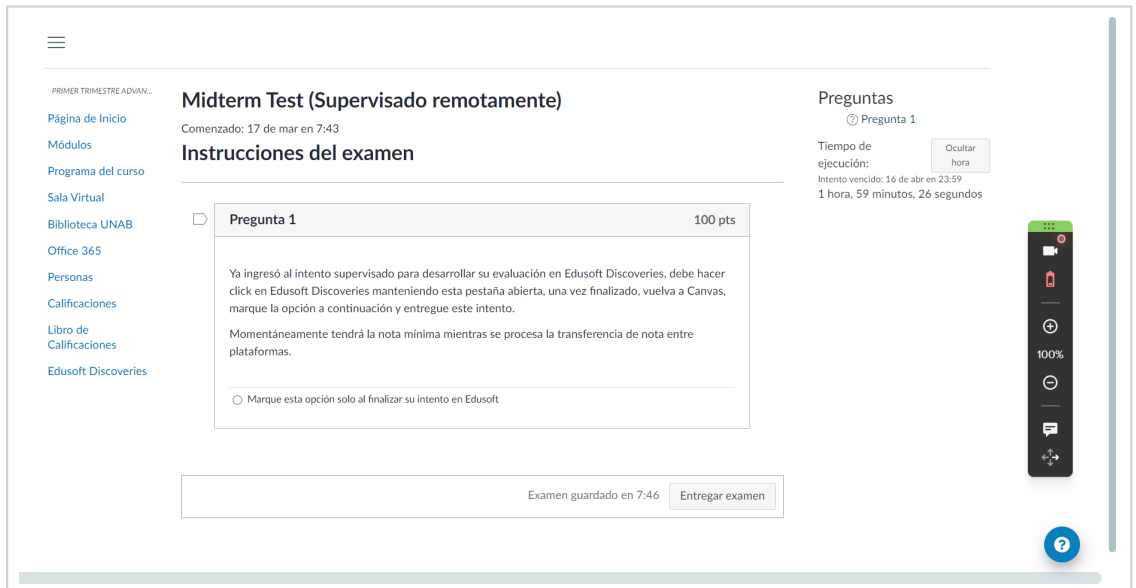 PRIMER TRIMESTRE ADVAN...
Página de Inicio
Módulos
Programa del curso
Sala Virtual
Biblioteca UNAB
Office 365
Personas
Calificaciones
Libro de
Calificaciones
Edusoft Discoveries
Midterm Test (Supervisado remotamente)
Comenzado: 17 de mar en 7:43
Instrucciones del examen
Pregunta 1 100 pts
Ya ingresó al intento supervisado para desarrollar su evaluación en Edusoft Discoveries, debe hacer
click en Edusoft Discoveries manteniendo esta pestaña abierta, una vez finalizado, vuelva a Canvas,
marque la opción a continuación y entregue este intento.
Momentáneamente tendrá la nota mínima mientras se procesa la transferencia de nota entre
plataformas.
Marque esta opción solo al finalizar su intento en Edusoft
Examen guardado en 7:46 Entregar examen
Preguntas
Pregunta 1
Tiempo de
ejecución:
Ocultar
hora
Intento vencido: 16 de abr en 23:59
1 hora, 59 minutos, 26 segundos
100%